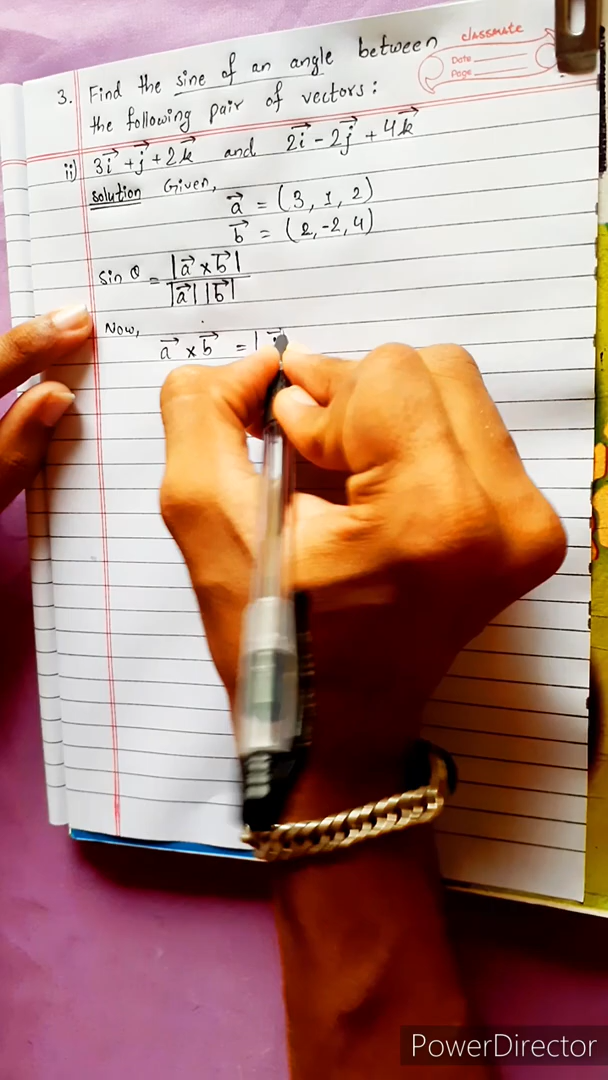 classmate
Date
Page
3. Find the sine of an angle between
the following pair of vectors:
ii) 3i⃗ + j⃗ + 2k⃗ and 2i⃗ - 2j⃗ + 4k⃗
Solution Given,
a⃗ = (3, 1, 2)
b⃗ = (2, -2, 4)
sin θ = |a⃗ × b⃗| / |a⃗| |b⃗|
Now,
a⃗ × b⃗ = |
PowerDirector